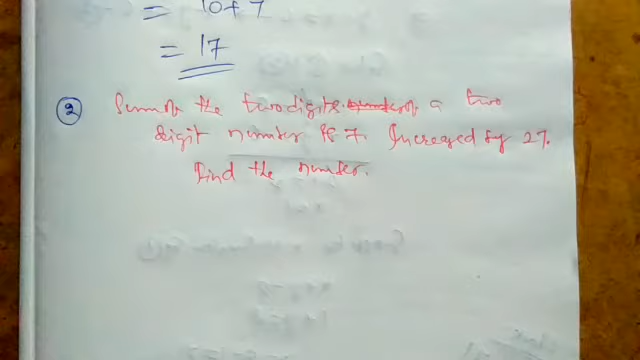 = 10+7
= 17
2 Sum of the two digits of a two
digit number is 7. Increased by 27.
Find the number.